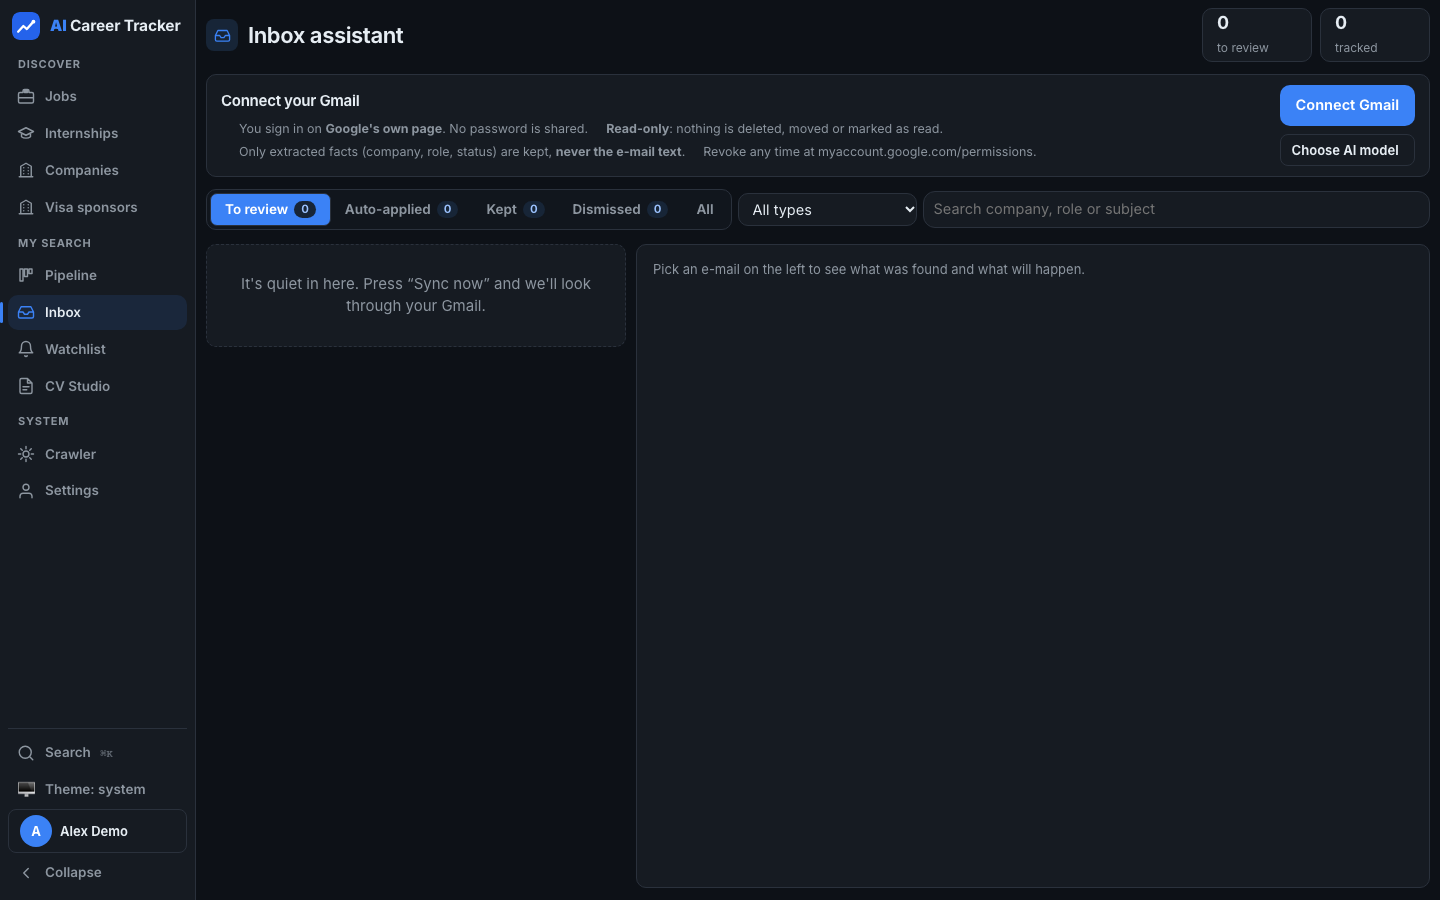 AI Career Tracker
DISCOVER
Jobs
Internships
Companies
Visa sponsors
MY SEARCH
Pipeline
Inbox
Watchlist
CV Studio
SYSTEM
Crawler
Settings
Search ⌘K
Theme: system
A Alex Demo
Collapse
Inbox assistant
0
to review
0
tracked
Connect your Gmail
You sign in on Google's own page. No password is shared. Read-only: nothing is deleted, moved or marked as read.
Only extracted facts (company, role, status) are kept, never the e-mail text. Revoke any time at myaccount.google.com/permissions.
Connect Gmail
Choose AI model
To review 0 Auto-applied 0 Kept 0 Dismissed 0 All
All types
Search company, role or subject
It's quiet in here. Press “Sync now” and we'll look
through your Gmail.
Pick an e-mail on the left to see what was found and what will happen.